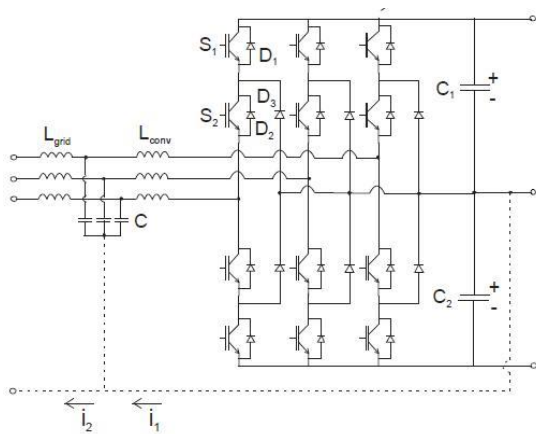 S1
D1
D3
S2
D2
C1
+
-
Lgrid
Lconv
C
C2
+
-
i2
i1